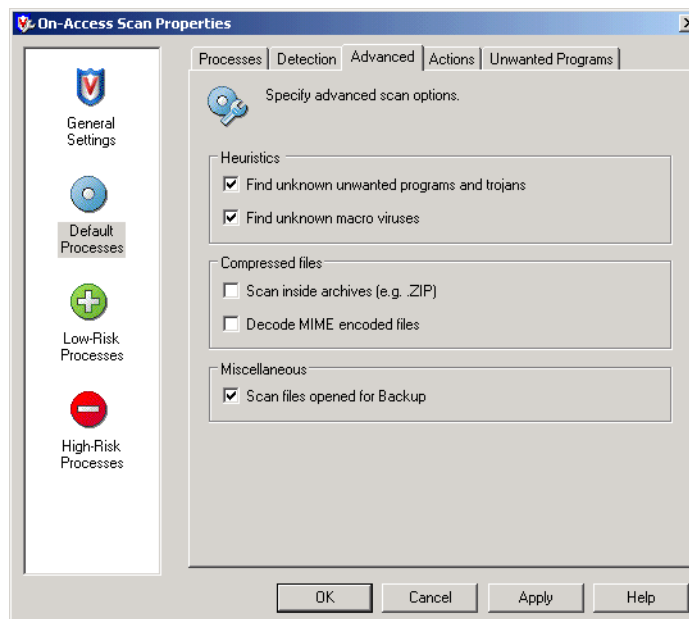 On-Access Scan Properties
General
Settings
Default
Processes
Low-Risk
Processes
High-Risk
Processes
Processes Detection Advanced Actions Unwanted Programs
Specify advanced scan options.
Heuristics
Find unknown unwanted programs and trojans
Find unknown macro viruses
Compressed files
Scan inside archives (e.g. .ZIP)
Decode MIME encoded files
Miscellaneous
Scan files opened for Backup
OK Cancel Apply Help